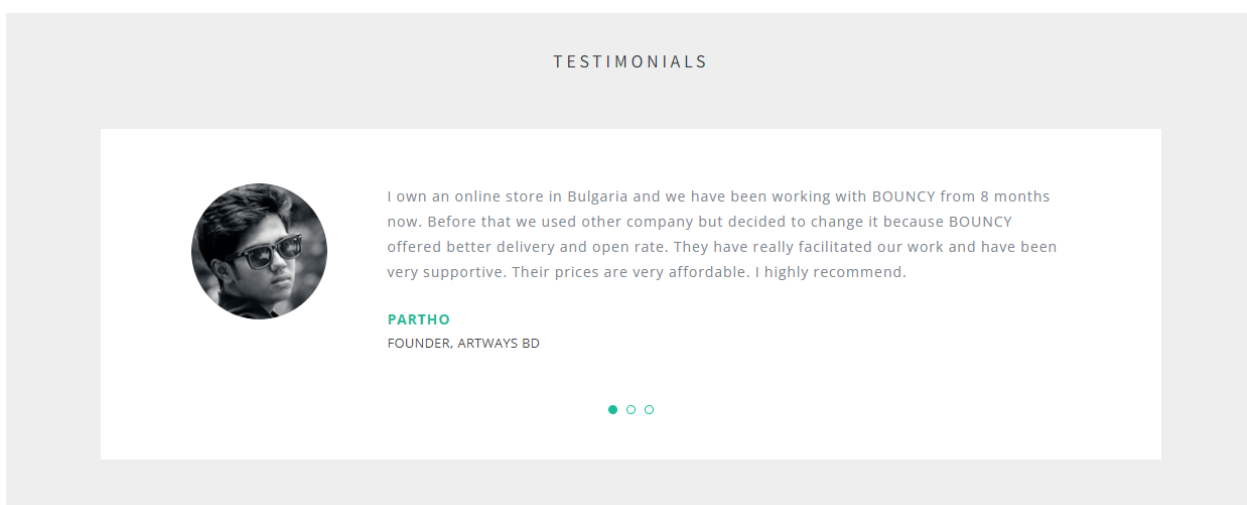 TESTIMONIALS
I own an online store in Bulgaria and we have been working with BOUNCY from 8 months
now. Before that we used other company but decided to change it because BOUNCY
offered better delivery and open rate. They have really facilitated our work and have been
very supportive. Their prices are very affordable. I highly recommend.
PARTHO
FOUNDER, ARTWAYS BD